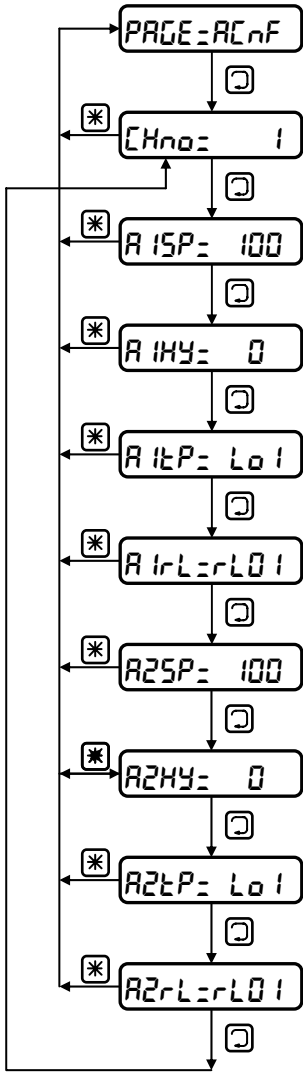 PAGE=ACnF
CHno= 1
A1SP= 100
A1HY= 0
A1tP= Lo1
A1rL=rL01
A2SP= 100
A2HY= 0
A2tP= Lo1
A2rL=rL01